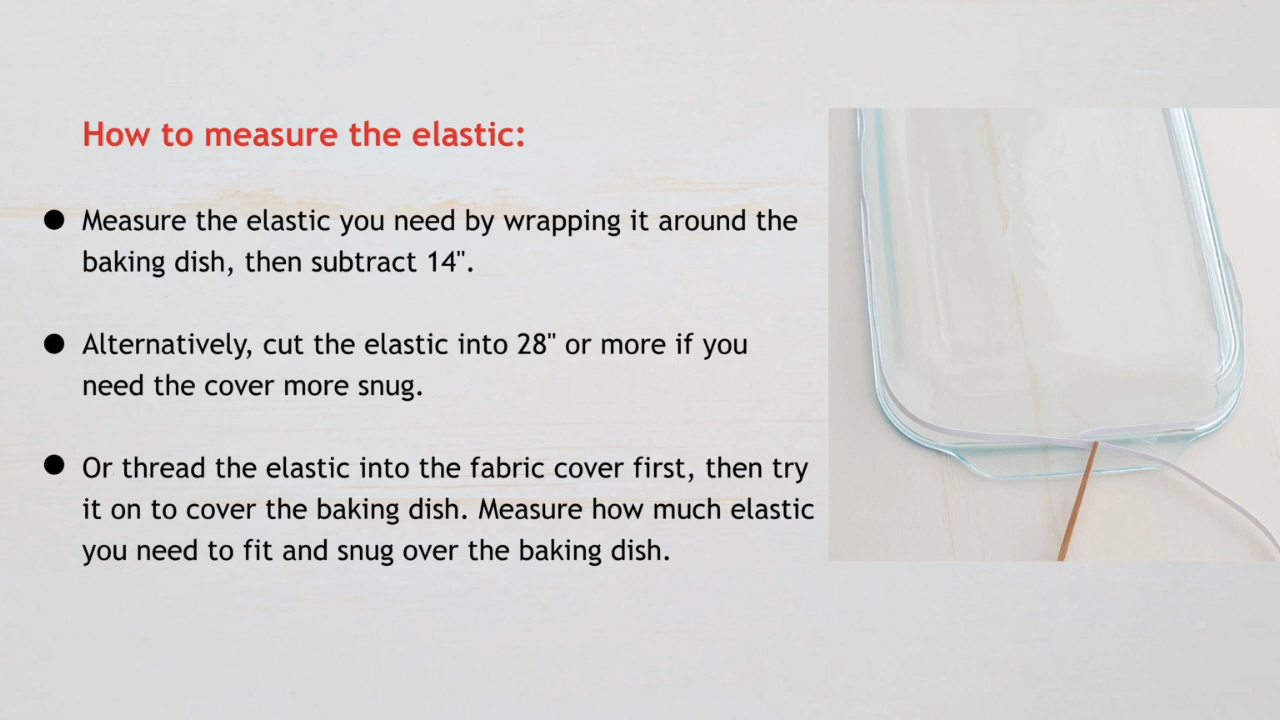 How to measure the elastic:
● Measure the elastic you need by wrapping it around the
baking dish, then subtract 14".
● Alternatively, cut the elastic into 28" or more if you
need the cover more snug.
● Or thread the elastic into the fabric cover first, then try
it on to cover the baking dish. Measure how much elastic
you need to fit and snug over the baking dish.